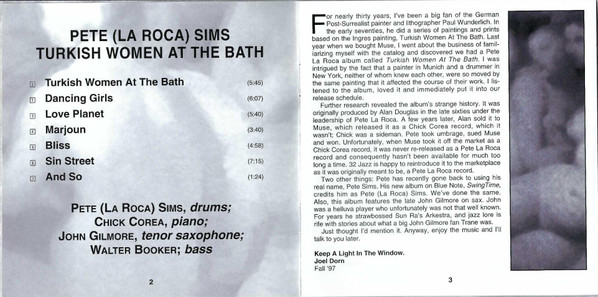 PETE (LA ROCA) SIMS
TURKISH WOMEN AT THE BATH
1 Turkish Women At The Bath (5:45)
2 Dancing Girls (6:07)
3 Love Planet (5:40)
4 Marjoun (3:40)
5 Bliss (4:58)
6 Sin Street (7:15)
7 And So (1:24)
PETE (LA ROCA) SIMS, drums;
CHICK COREA, piano;
JOHN GILMORE, tenor saxophone;
WALTER BOOKER; bass
2
For nearly thirty years, I've been a big fan of the German
Post-Surrealist painter and lithographer Paul Wunderlich. In
the early seventies, he did a series of paintings and prints
based on the Ingres painting, Turkish Women At The Bath. Last
year when we bought Muse, I went about the business of famil-
iarizing myself with the catalog and discovered we had a Pete
La Roca album called Turkish Women At The Bath. I was
intrigued by the fact that a painter in Munich and a drummer in
New York, neither of whom knew each other, were so moved by
the same painting that it affected the course of their work. I lis-
tened to the album, loved it and immediately put it into our
release schedule.
Further research revealed the album's strange history. It was
originally produced by Alan Douglas in the late sixties under the
leadership of Pete La Roca. A few years later, Alan sold it to
Muse, which released it as a Chick Corea record, which it
wasn't; Chick was a sideman. Pete took umbrage, sued Muse
and won. Unfortunately, when Muse took it off the market as a
Chick Corea record, it was never re-released as a Pete La Roca
record and consequently hasn't been available for much too
long a time. 32 Jazz is happy to reintroduce it to the marketplace
as it was originally meant to be, a Pete La Roca record.
Two other things: Pete has recently gone back to using his
real name, Pete Sims. His new album on Blue Note, SwingTime,
credits him as Pete (La Roca) Sims. We've done the same.
Also, this album features the late John Gilmore on sax. John
was a helluva player who unfortunately was not that well known.
For years he strawbossed Sun Ra's Arkestra, and jazz lore is
rife with stories about what a big John Gilmore fan Trane was.
Just thought I'd mention it. Anyway, enjoy the music and I'll
talk to you later.
Keep A Light In The Window.
Joel Dorn
Fall '97
3